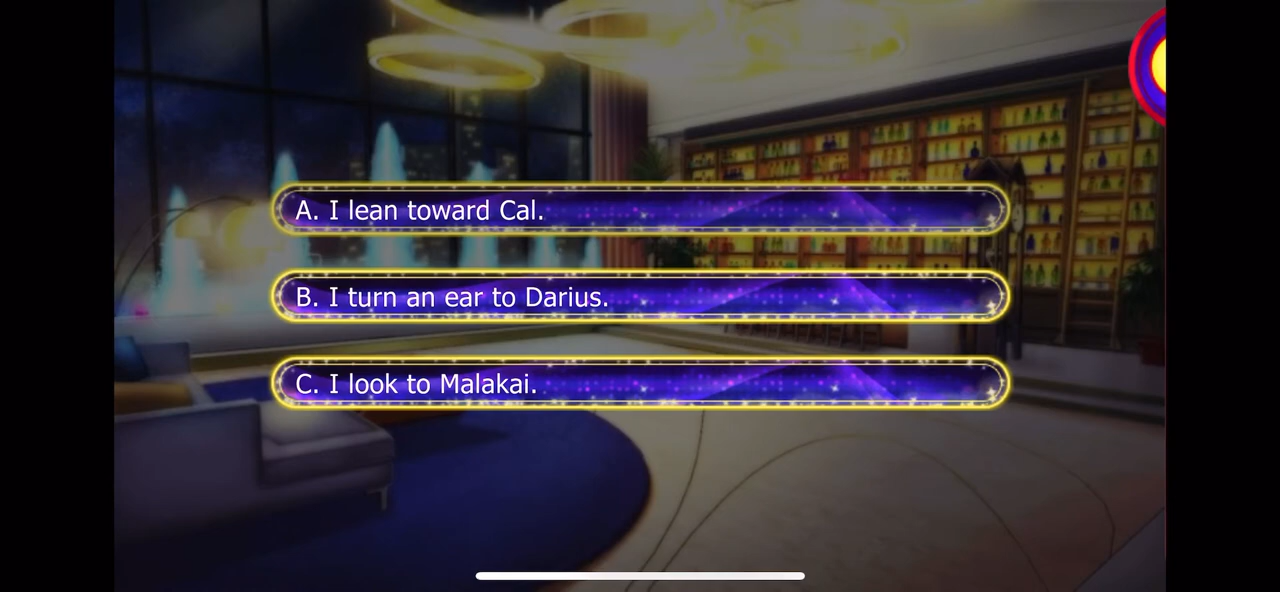 A. I lean toward Cal.
B. I turn an ear to Darius.
C. I look to Malakai.